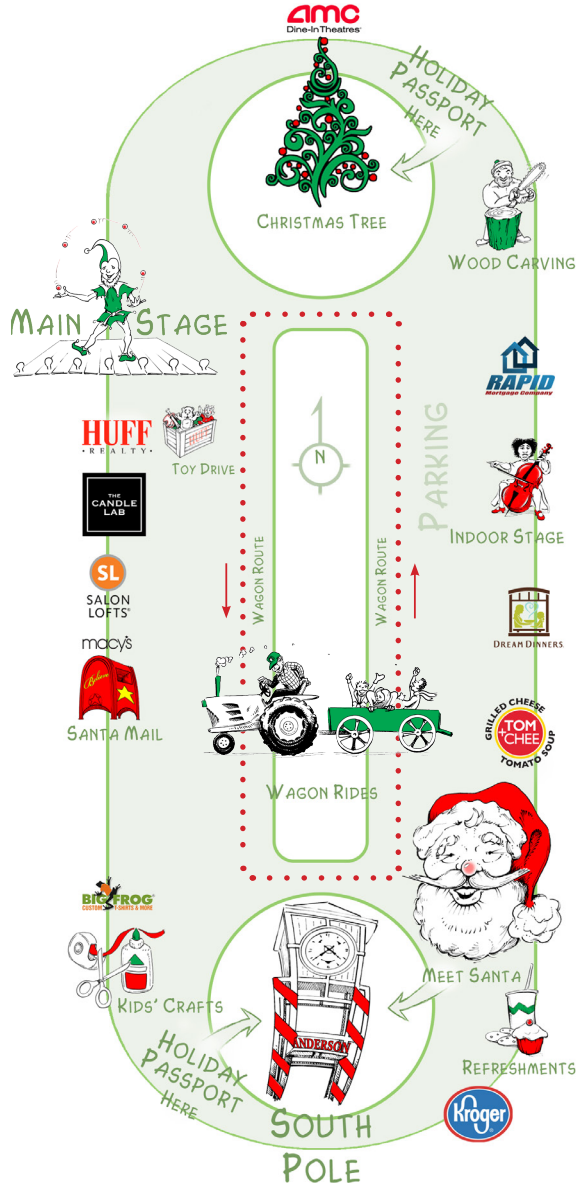 amc
Dine-In Theatres
HOLIDAY
PASSPORT
HERE
CHRISTMAS TREE
WOOD CARVING
MAIN STAGE
RAPID
Mortgage Company
HUFF
·REALTY·
HUFF
TOY DRIVE
PARKING
N
THE
CANDLE
LAB
INDOOR STAGE
WAGON ROUTE
WAGON ROUTE
SL
SALON
LOFTS
DREAM DINNERS
macy's
Believe
SANTA MAIL
GRILLED CHEESE
TOM
+CHEE
TOMATO SOUP
WAGON RIDES
BIG FROG
CUSTOM T-SHIRTS & MORE
MEET SANTA
KIDS' CRAFTS
ANDERSON
HOLIDAY
PASSPORT
HERE
REFRESHMENTS
Kroger
SOUTH
POLE